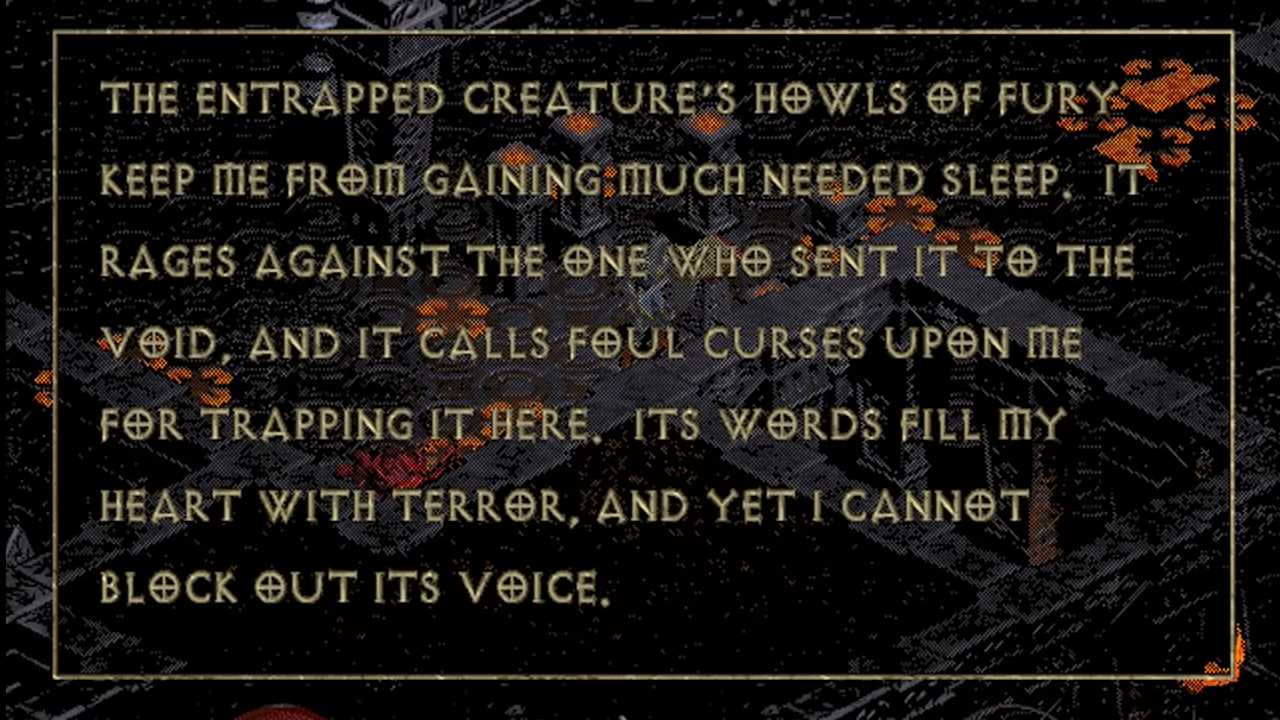 THE ENTRAPPED CREATURE'S HOWLS OF FURY
KEEP ME FROM GAINING MUCH NEEDED SLEEP. IT
RAGES AGAINST THE ONE WHO SENT IT TO THE
VOID, AND IT CALLS FOUL CURSES UPON ME
FOR TRAPPING IT HERE. ITS WORDS FILL MY
HEART WITH TERROR, AND YET I CANNOT
BLOCK OUT ITS VOICE.